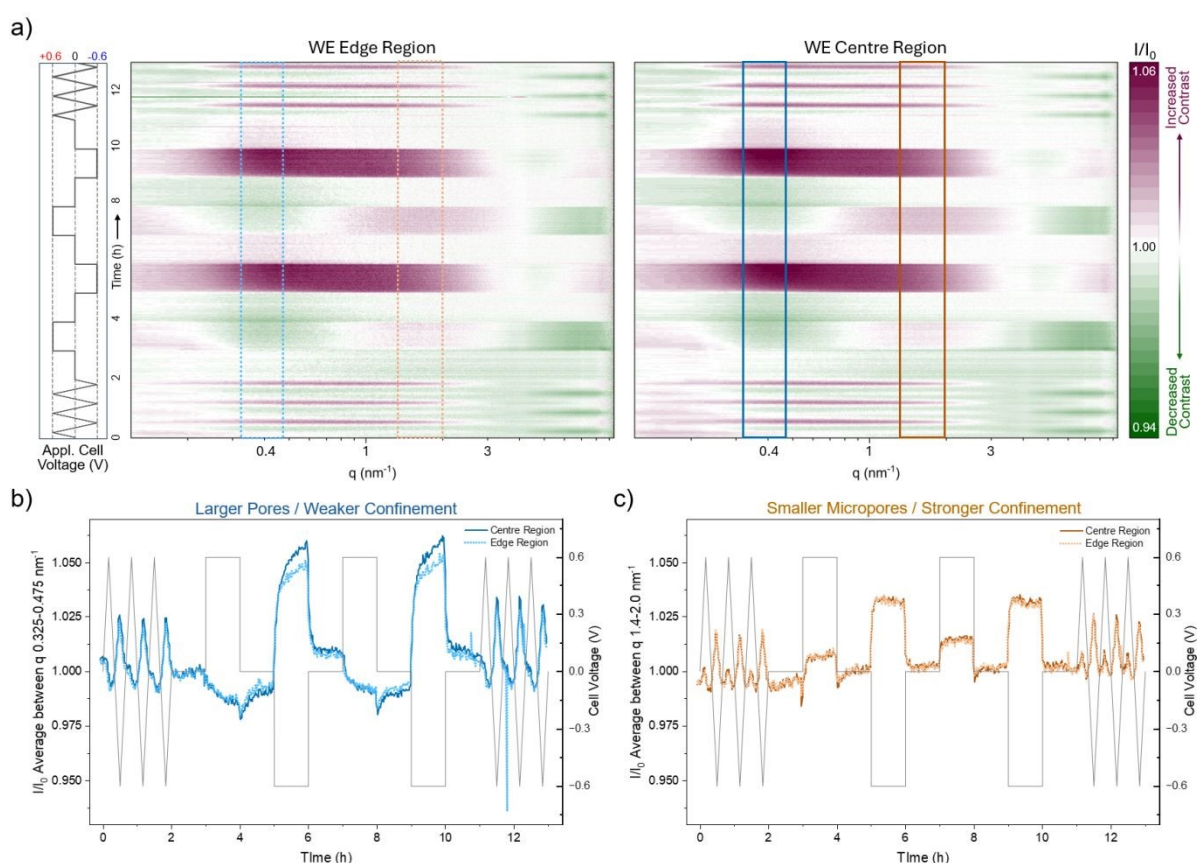 a)
WE Edge Region
WE Centre Region
+0.6 0 -0.6
I/I0
1.06
1.00
0.94
Increased Contrast
Decreased Contrast
Time (h)
0
2
4
6
8
10
12
Appl. Cell
Voltage (V)
0.4 1 3
q (nm-1)
0.4 1 3
q (nm-1)
b)
Larger Pores / Weaker Confinement
Centre Region
Edge Region
I/I0 Average between q 0.325-0.475 nm-1
1.050
1.025
1.000
0.975
0.950
0.6
0.3
0.0
-0.3
-0.6
Cell Voltage (V)
0 2 4 6 8 10 12
TIme (h)
c)
Smaller Micropores / Stronger Confinement
Centre Region
Edge Region
I/I0 Average between q 1.4-2.0 nm-1
1.050
1.025
1.000
0.975
0.950
0.6
0.3
0.0
-0.3
-0.6
Cell Voltage (V)
0 2 4 6 8 10 12
TIme (h)